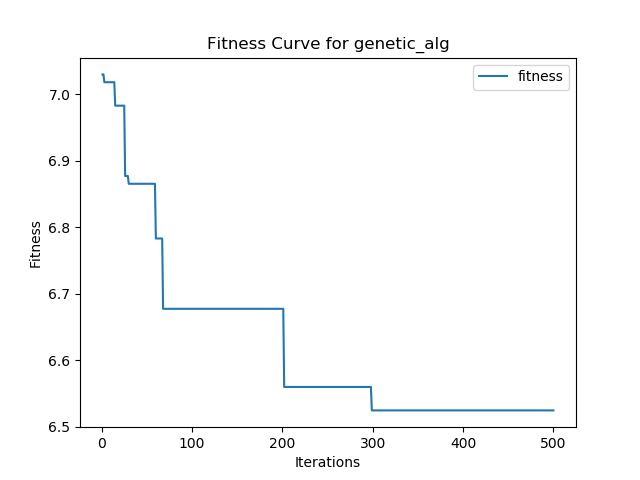 Fitness Curve for genetic_alg
fitness
7.0
6.9
6.8
6.7
6.6
6.5
Fitness
0 100 200 300 400 500
Iterations